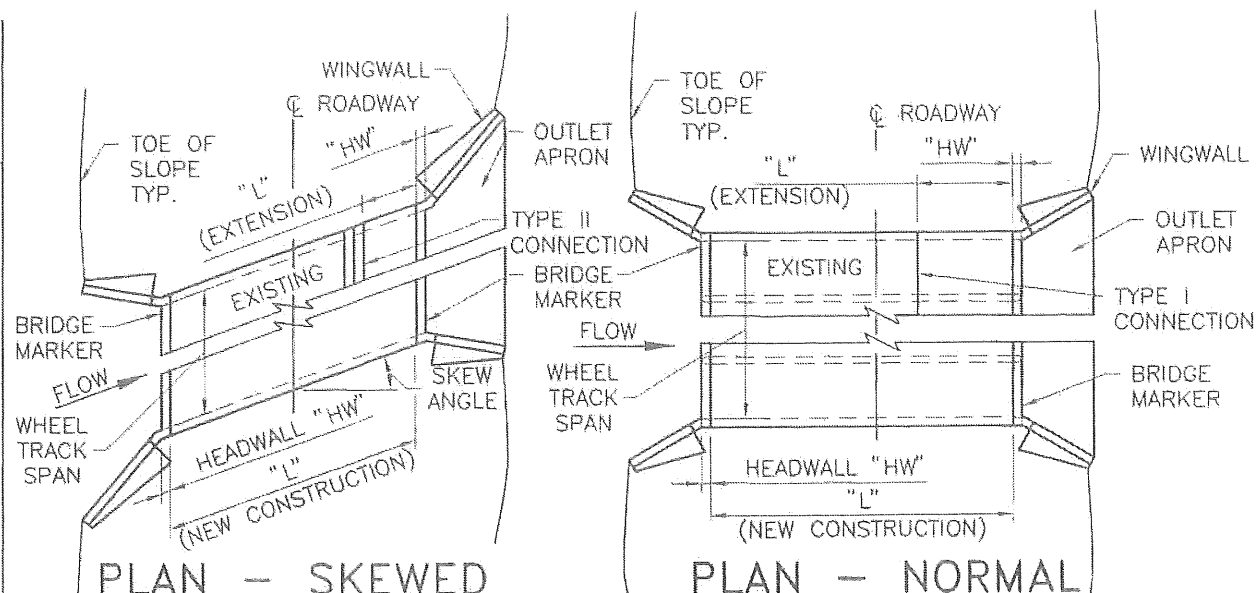 WINGWALL
℄ ROADWAY
TOE OF
SLOPE
TYP.
"HW"
OUTLET
APRON
"L"
(EXTENSION)
TYPE II
CONNECTION
EXISTING
BRIDGE
MARKER
BRIDGE
MARKER
FLOW
WHEEL
TRACK
SPAN
SKEW
ANGLE
HEADWALL "HW"
"L"
(NEW CONSTRUCTION)
PLAN - SKEWED
TOE OF
SLOPE
TYP.
℄ ROADWAY
"HW"
"L"
(EXTENSION)
WINGWALL
OUTLET
APRON
EXISTING
TYPE I
CONNECTION
FLOW
WHEEL
TRACK
SPAN
BRIDGE
MARKER
HEADWALL "HW"
"L"
(NEW CONSTRUCTION)
PLAN - NORMAL